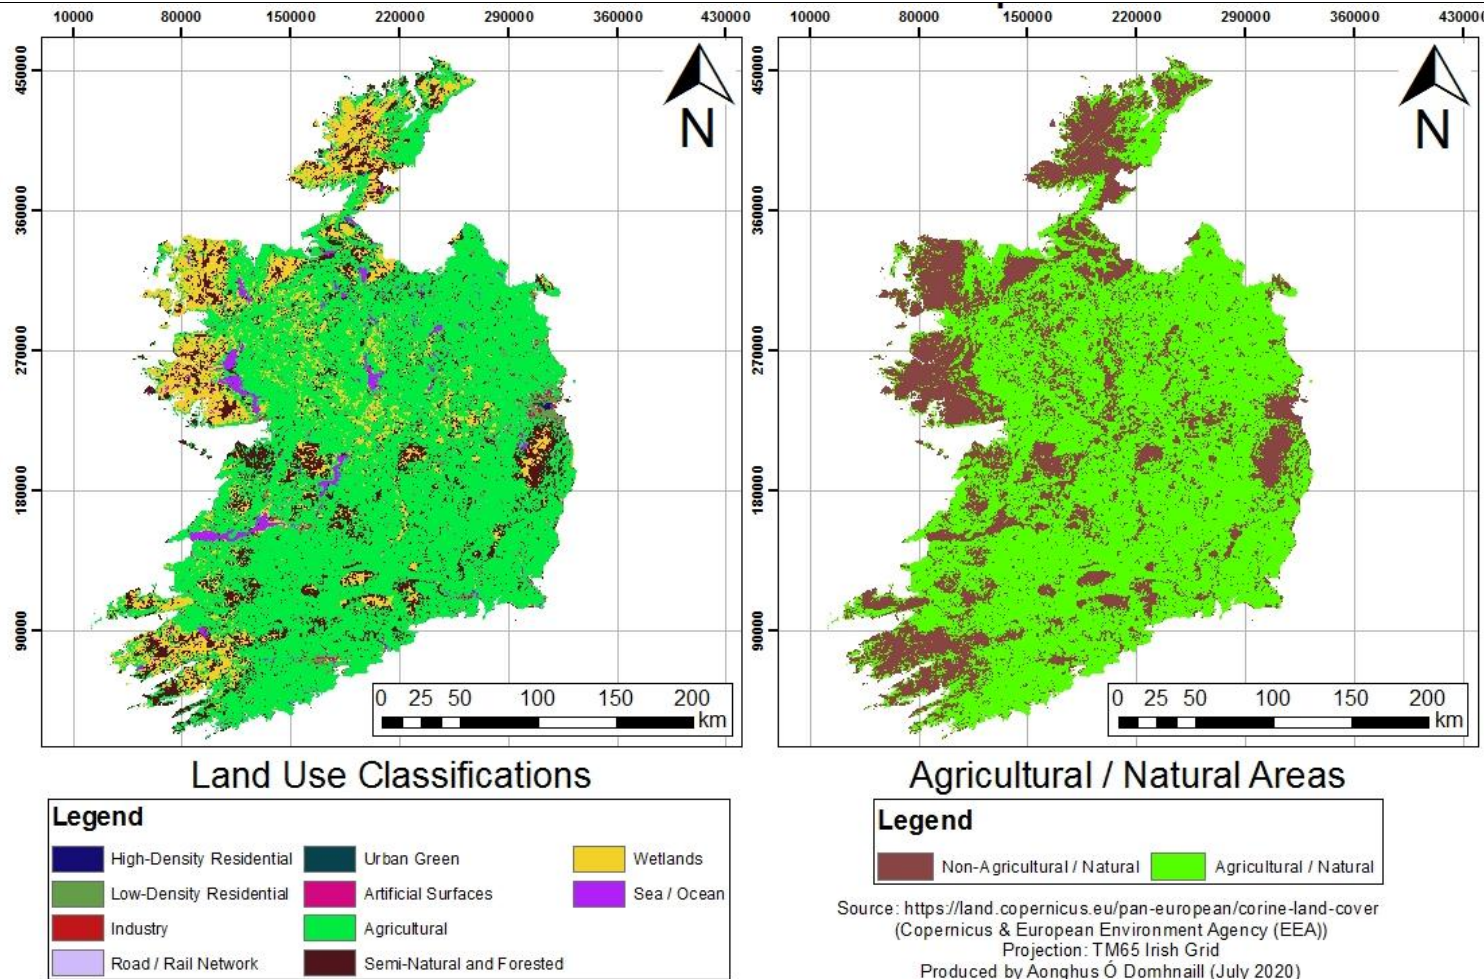 10000 80000 150000 220000 290000 360000 430000
10000 80000 150000 220000 290000 360000 430000
450000
360000
270000
180000
90000
N
0 25 50 100 150 200
km
450000
360000
270000
180000
900000
N
0 25 50 100 150 200
km
Land Use Classifications
Legend
High-Density Residential
Urban Green
Wetlands
Low-Density Residential
Artificial Surfaces
Sea / Ocean
Industry
Agricultural
Road / Rail Network
Semi-Natural and Forested
Agricultural / Natural Areas
Legend
Non-Agricultural / Natural
Agricultural / Natural
Source: https://land.copernicus.eu/pan-european/corine-land-cover
(Copernicus & European Environment Agency (EEA))
Projection: TM65 Irish Grid
Produced by Aonghus Ó Domhnaill (July 2020)